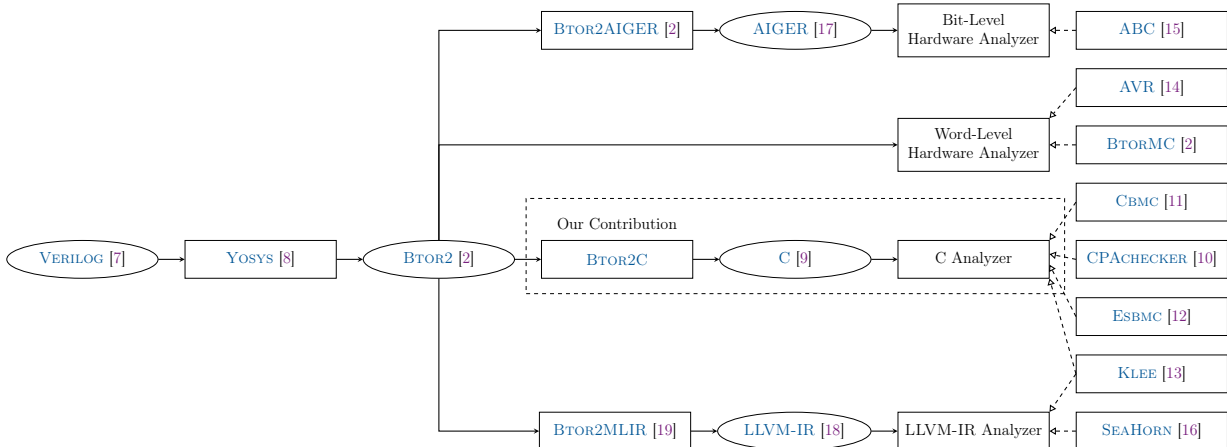 BTOR2AIGER [2]
AIGER [17]
Bit-Level
Hardware Analyzer
ABC [15]
AVR [14]
Word-Level
Hardware Analyzer
BTORMC [2]
CBMC [11]
Our Contribution
VERILOG [7]
YOSYS [8]
BTOR2 [2]
BTOR2C
C [9]
C Analyzer
CPACHECKER [10]
ESBMC [12]
KLEE [13]
BTOR2MLIR [19]
LLVM-IR [18]
LLVM-IR Analyzer
SEAHORN [16]